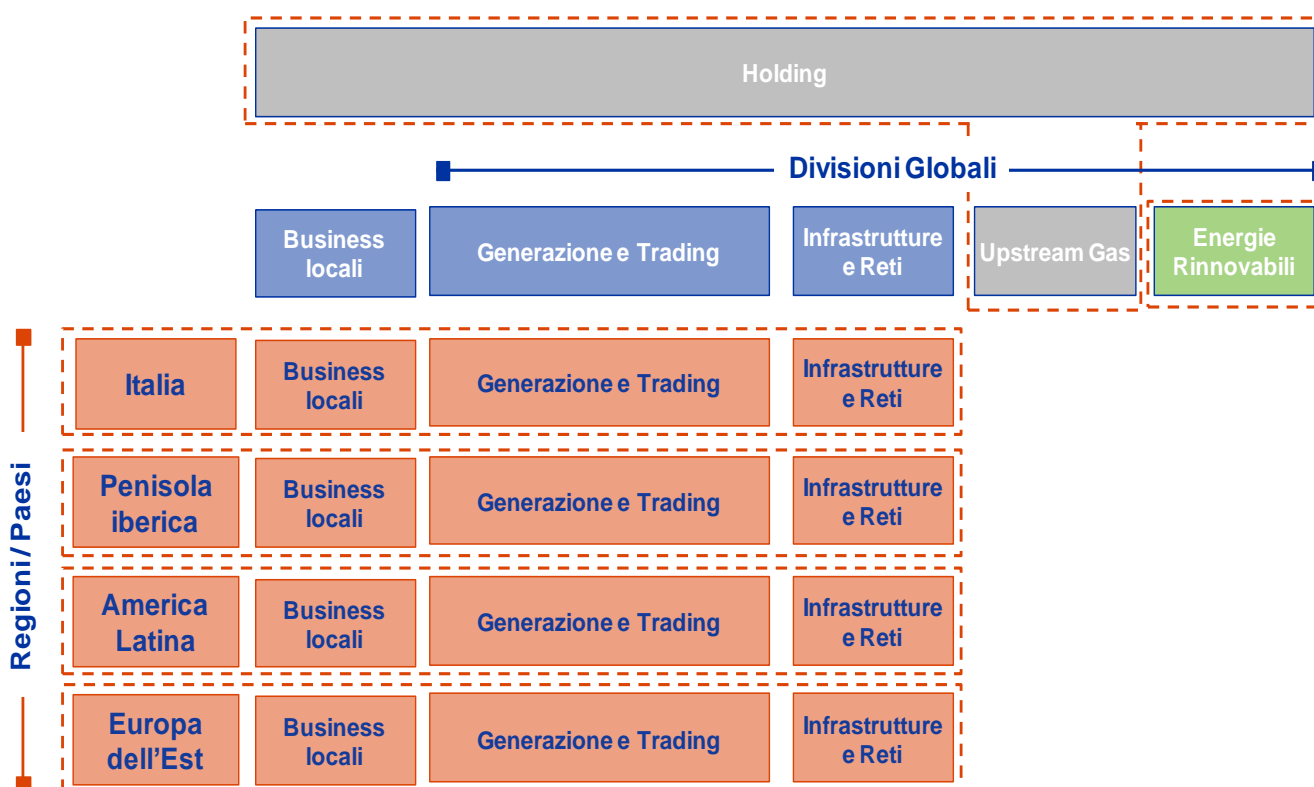 Holding
Divisioni Globali
Business
locali
Generazione e Trading
Infrastrutture
e Reti
Upstream Gas
Energie
Rinnovabili
Regioni / Paesi
Italia
Business
locali
Generazione e Trading
Infrastrutture
e Reti
Penisola
iberica
Business
locali
Generazione e Trading
Infrastrutture
e Reti
America
Latina
Business
locali
Generazione e Trading
Infrastrutture
e Reti
Europa
dell’Est
Business
locali
Generazione e Trading
Infrastrutture
e Reti